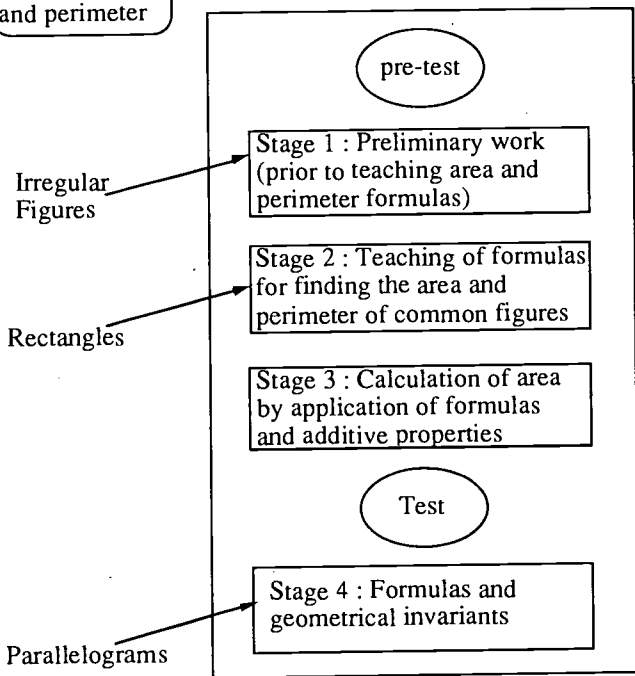 and perimeter
pre-test
Stage 1 : Preliminary work
(prior to teaching area and
perimeter formulas)
Irregular
Figures
Stage 2 : Teaching of formulas
for finding the area and
perimeter of common figures
Rectangles
Stage 3 : Calculation of area
by application of formulas
and additive properties
Test
Stage 4 : Formulas and
geometrical invariants
Parallelograms